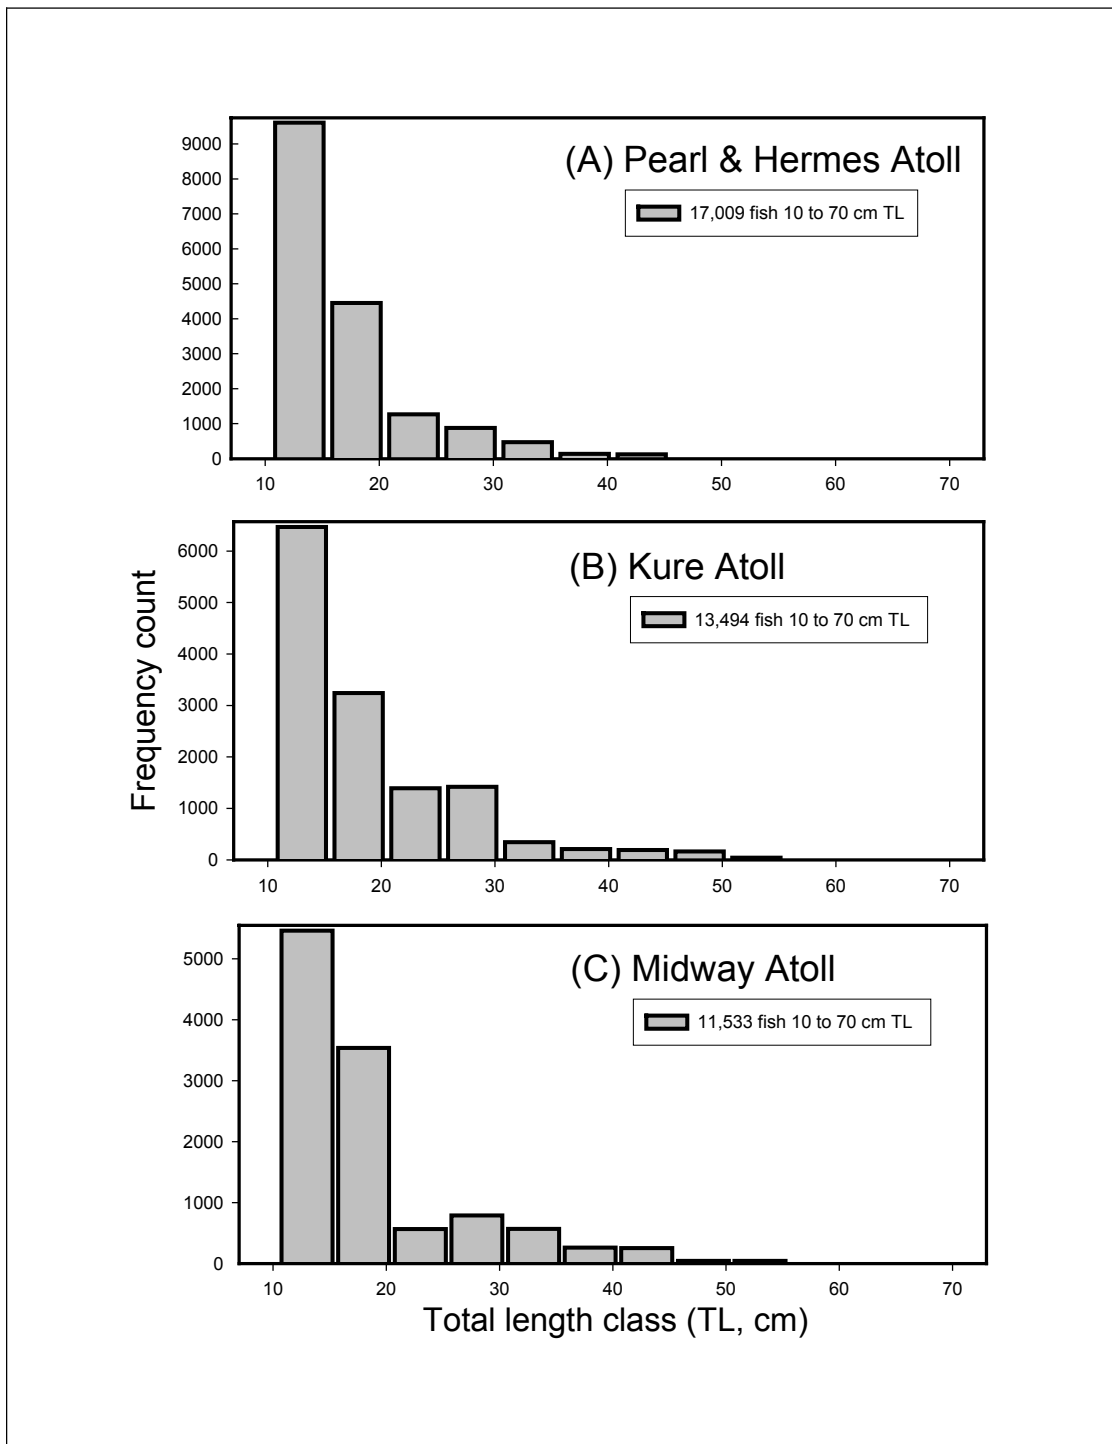 (A) Pearl & Hermes Atoll
17,009 fish 10 to 70 cm TL
9000
8000
7000
6000
5000
4000
3000
2000
1000
0
10 20 30 40 50 60 70
(B) Kure Atoll
13,494 fish 10 to 70 cm TL
6000
5000
4000
3000
2000
1000
0
10 20 30 40 50 60 70
Frequency count
(C) Midway Atoll
11,533 fish 10 to 70 cm TL
5000
4000
3000
2000
1000
0
10 20 30 40 50 60 70
Total length class (TL, cm)